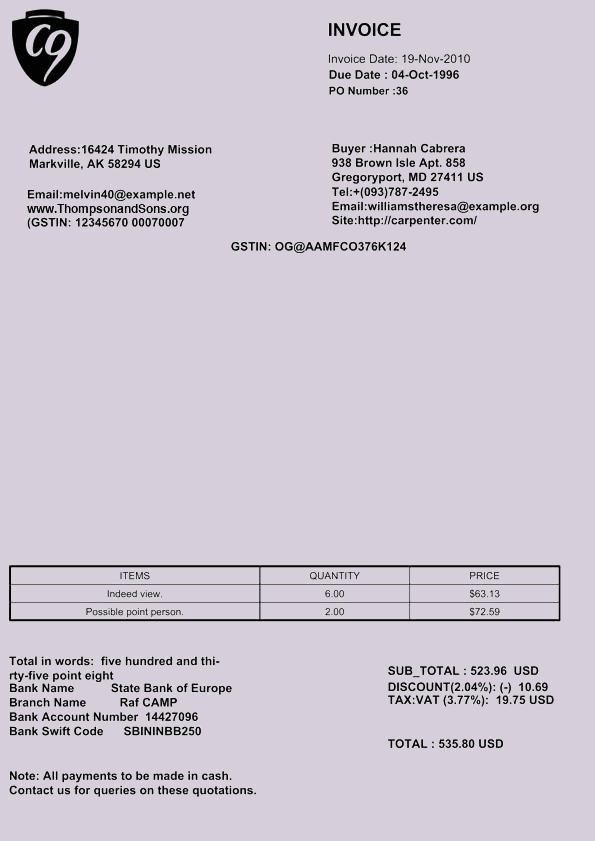 C9
INVOICE
Invoice Date: 19-Nov-2010
Due Date : 04-Oct-1996
PO Number :36
Address:16424 Timothy Mission
Markville, AK 58294 US
Email:melvin40@example.net
www.ThompsonandSons.org
(GSTIN: 12345670 00070007
Buyer :Hannah Cabrera
938 Brown Isle Apt. 858
Gregoryport, MD 27411 US
Tel:+(093)787-2495
Email:williamstheresa@example.org
Site:http://carpenter.com/
GSTIN: OG@AAMFCO376K124
ITEMS QUANTITY PRICE
Indeed view. 6.00 $63.13
Possible point person. 2.00 $72.59
Total in words: five hundred and thi-
rty-five point eight
Bank Name State Bank of Europe
Branch Name Raf CAMP
Bank Account Number 14427096
Bank Swift Code SBININBB250
SUB_TOTAL : 523.96 USD
DISCOUNT(2.04%): (-) 10.69
TAX:VAT (3.77%): 19.75 USD
TOTAL : 535.80 USD
Note: All payments to be made in cash.
Contact us for queries on these quotations.